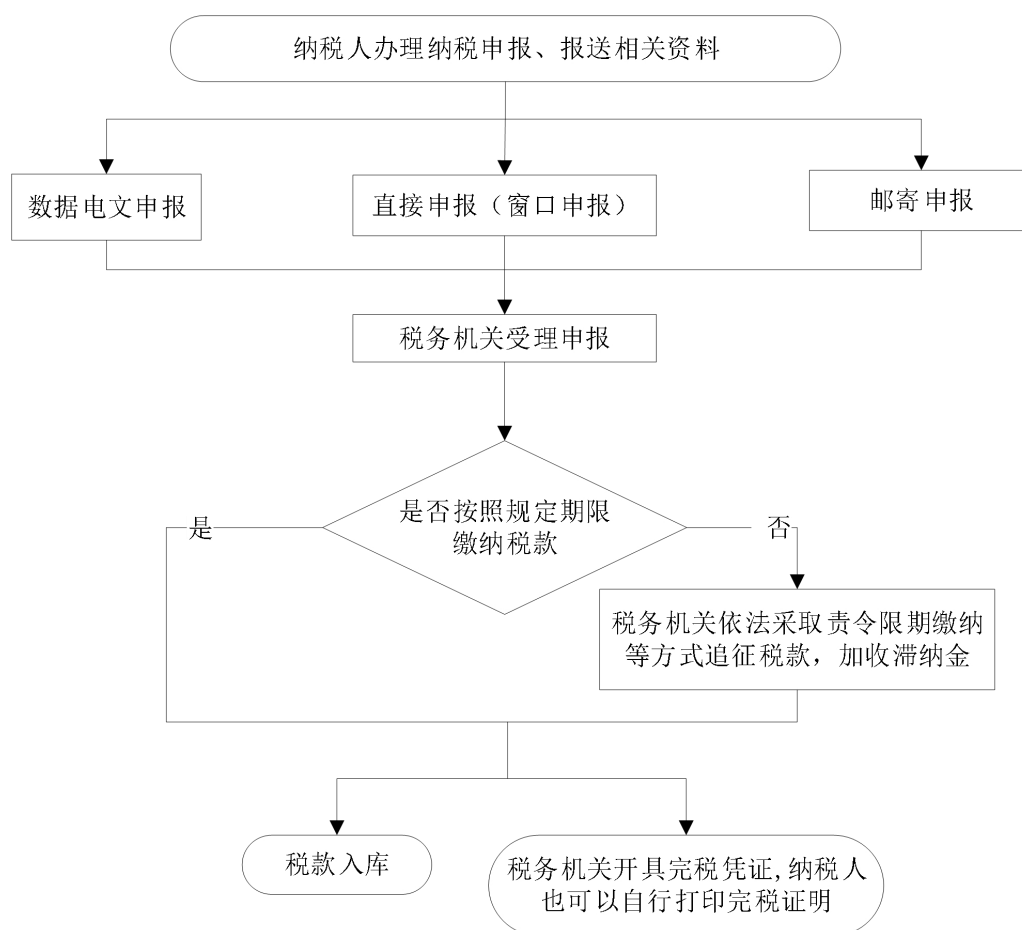 纳税人办理纳税申报、报送相关资料
数据电文申报
直接申报（窗口申报）
邮寄申报
税务机关受理申报
是否按照规定期限
缴纳税款
是
否
税务机关依法采取责令限期缴纳
等方式追征税款，加收滞纳金
税款入库
税务机关开具完税凭证,纳税人
也可以自行打印完税证明